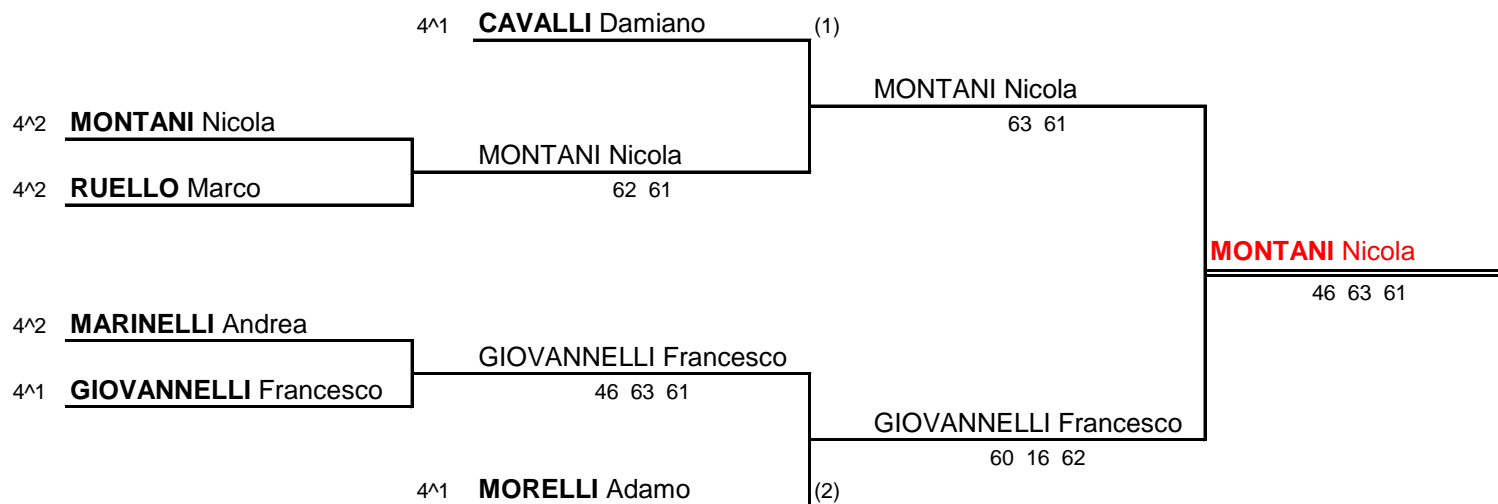 4^1 CAVALLI Damiano (1)
MONTANI Nicola
63 61
4^2 MONTANI Nicola
MONTANI Nicola
62 61
4^2 RUELLO Marco
MONTANI Nicola
46 63 61
4^2 MARINELLI Andrea
GIOVANNELLI Francesco
46 63 61
4^1 GIOVANNELLI Francesco
GIOVANNELLI Francesco
60 16 62
4^1 MORELLI Adamo (2)